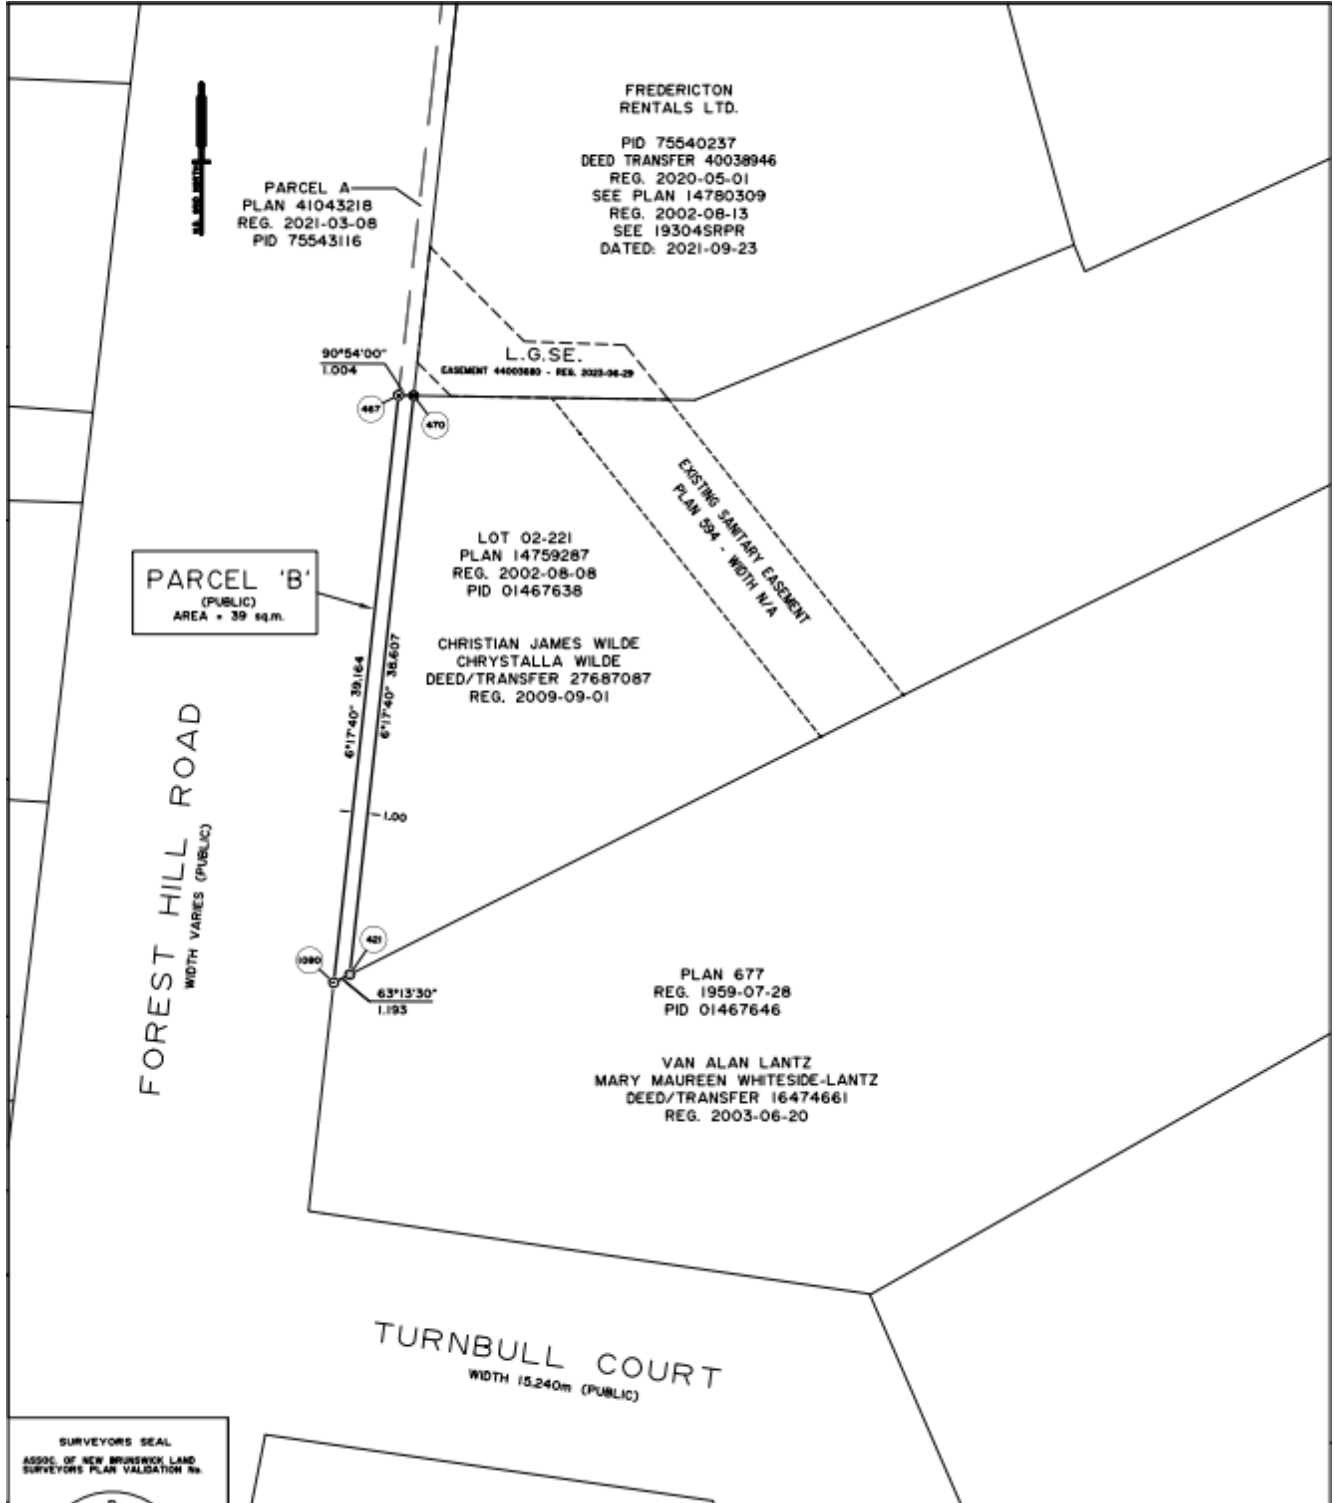 FREDERICTON
RENTALS LTD.
PID 75540237
DEED TRANSFER 40038946
REG. 2020-05-01
SEE PLAN 14780309
REG. 2002-08-13
SEE 19304SRPR
DATED: 2021-09-23
PARCEL A
PLAN 41043218
REG. 2021-03-08
PID 75543116
90°54'00"
1.004
L.G.SE.
EASEMENT 44003680 - REG. 2023-06-29
467
470
EXISTING SANITARY EASEMENT
PLAN 594 - WIDTH N/A
LOT 02-221
PLAN 14759287
REG. 2002-08-08
PID 01467638
PARCEL 'B'
(PUBLIC)
AREA = 39 sq.m.
CHRISTIAN JAMES WILDE
CHRYSTALLA WILDE
DEED/TRANSFER 27687087
REG. 2009-09-01
6°17'40" 39.164
6°17'40" 38.607
1.00
FOREST HILL ROAD
WIDTH VARIES (PUBLIC)
421
1090
63°13'30"
1.193
PLAN 677
REG. 1959-07-28
PID 01467646
VAN ALAN LANTZ
MARY MAUREEN WHITESIDE-LANTZ
DEED/TRANSFER 16474661
REG. 2003-06-20
TURNBULL COURT
WIDTH 15.240m (PUBLIC)
SURVEYORS SEAL
ASSOC. OF NEW BRUNSWICK LAND
SURVEYORS PLAN VALIDATION No.